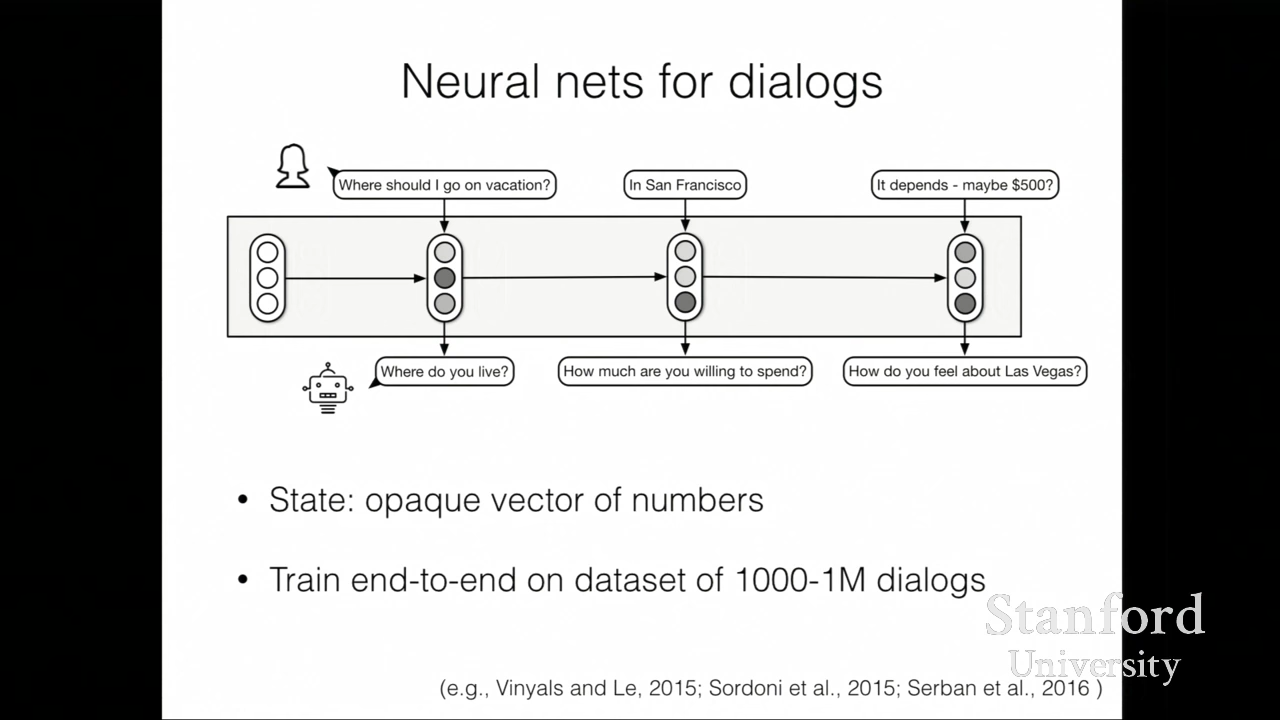 Neural nets for dialogs
Where should I go on vacation?
In San Francisco
It depends - maybe $500?
Where do you live?
How much are you willing to spend?
How do you feel about Las Vegas?
• State: opaque vector of numbers
• Train end-to-end on dataset of 1000-1M dialogs
Stanford
University
(e.g., Vinyals and Le, 2015; Sordoni et al., 2015; Serban et al., 2016 )